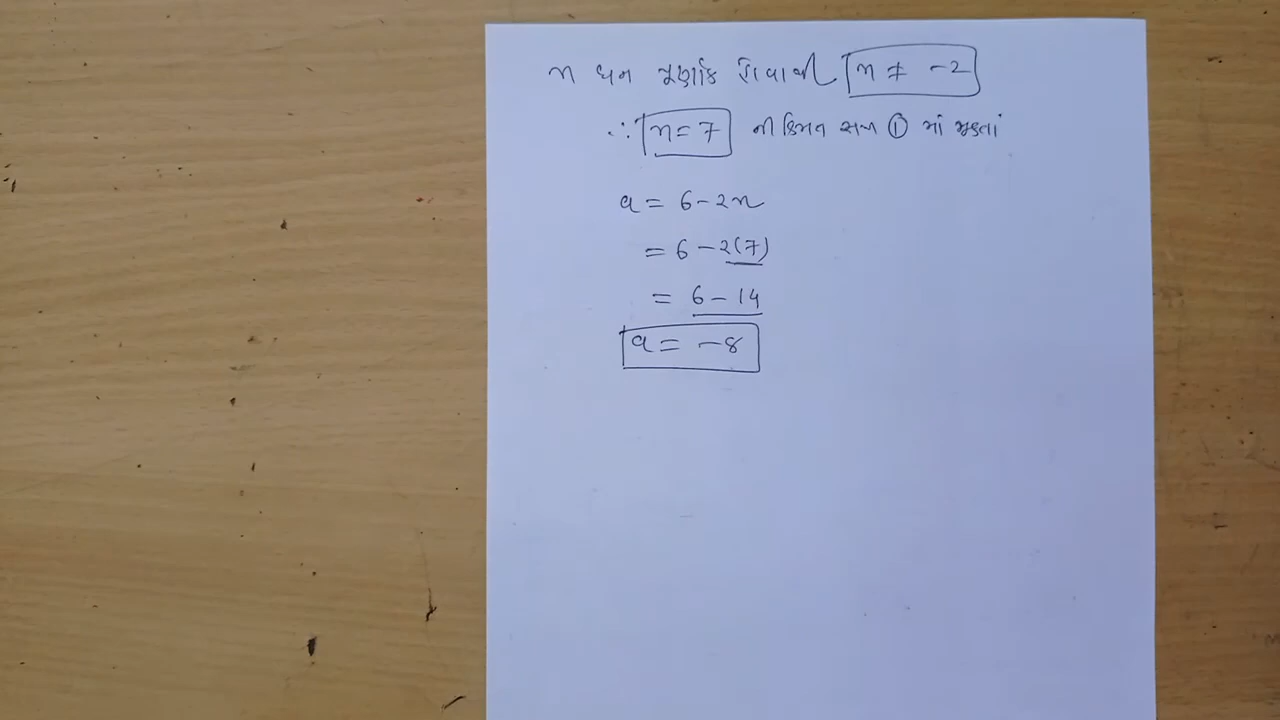 n ધન પૂર્ણાંક હોવાથી n ≠ -2
∴ n = 7 ની કિંમત સમી ① માં મુકતાં
a = 6 - 2n
= 6 - 2(7)
= 6 - 14
a = -8